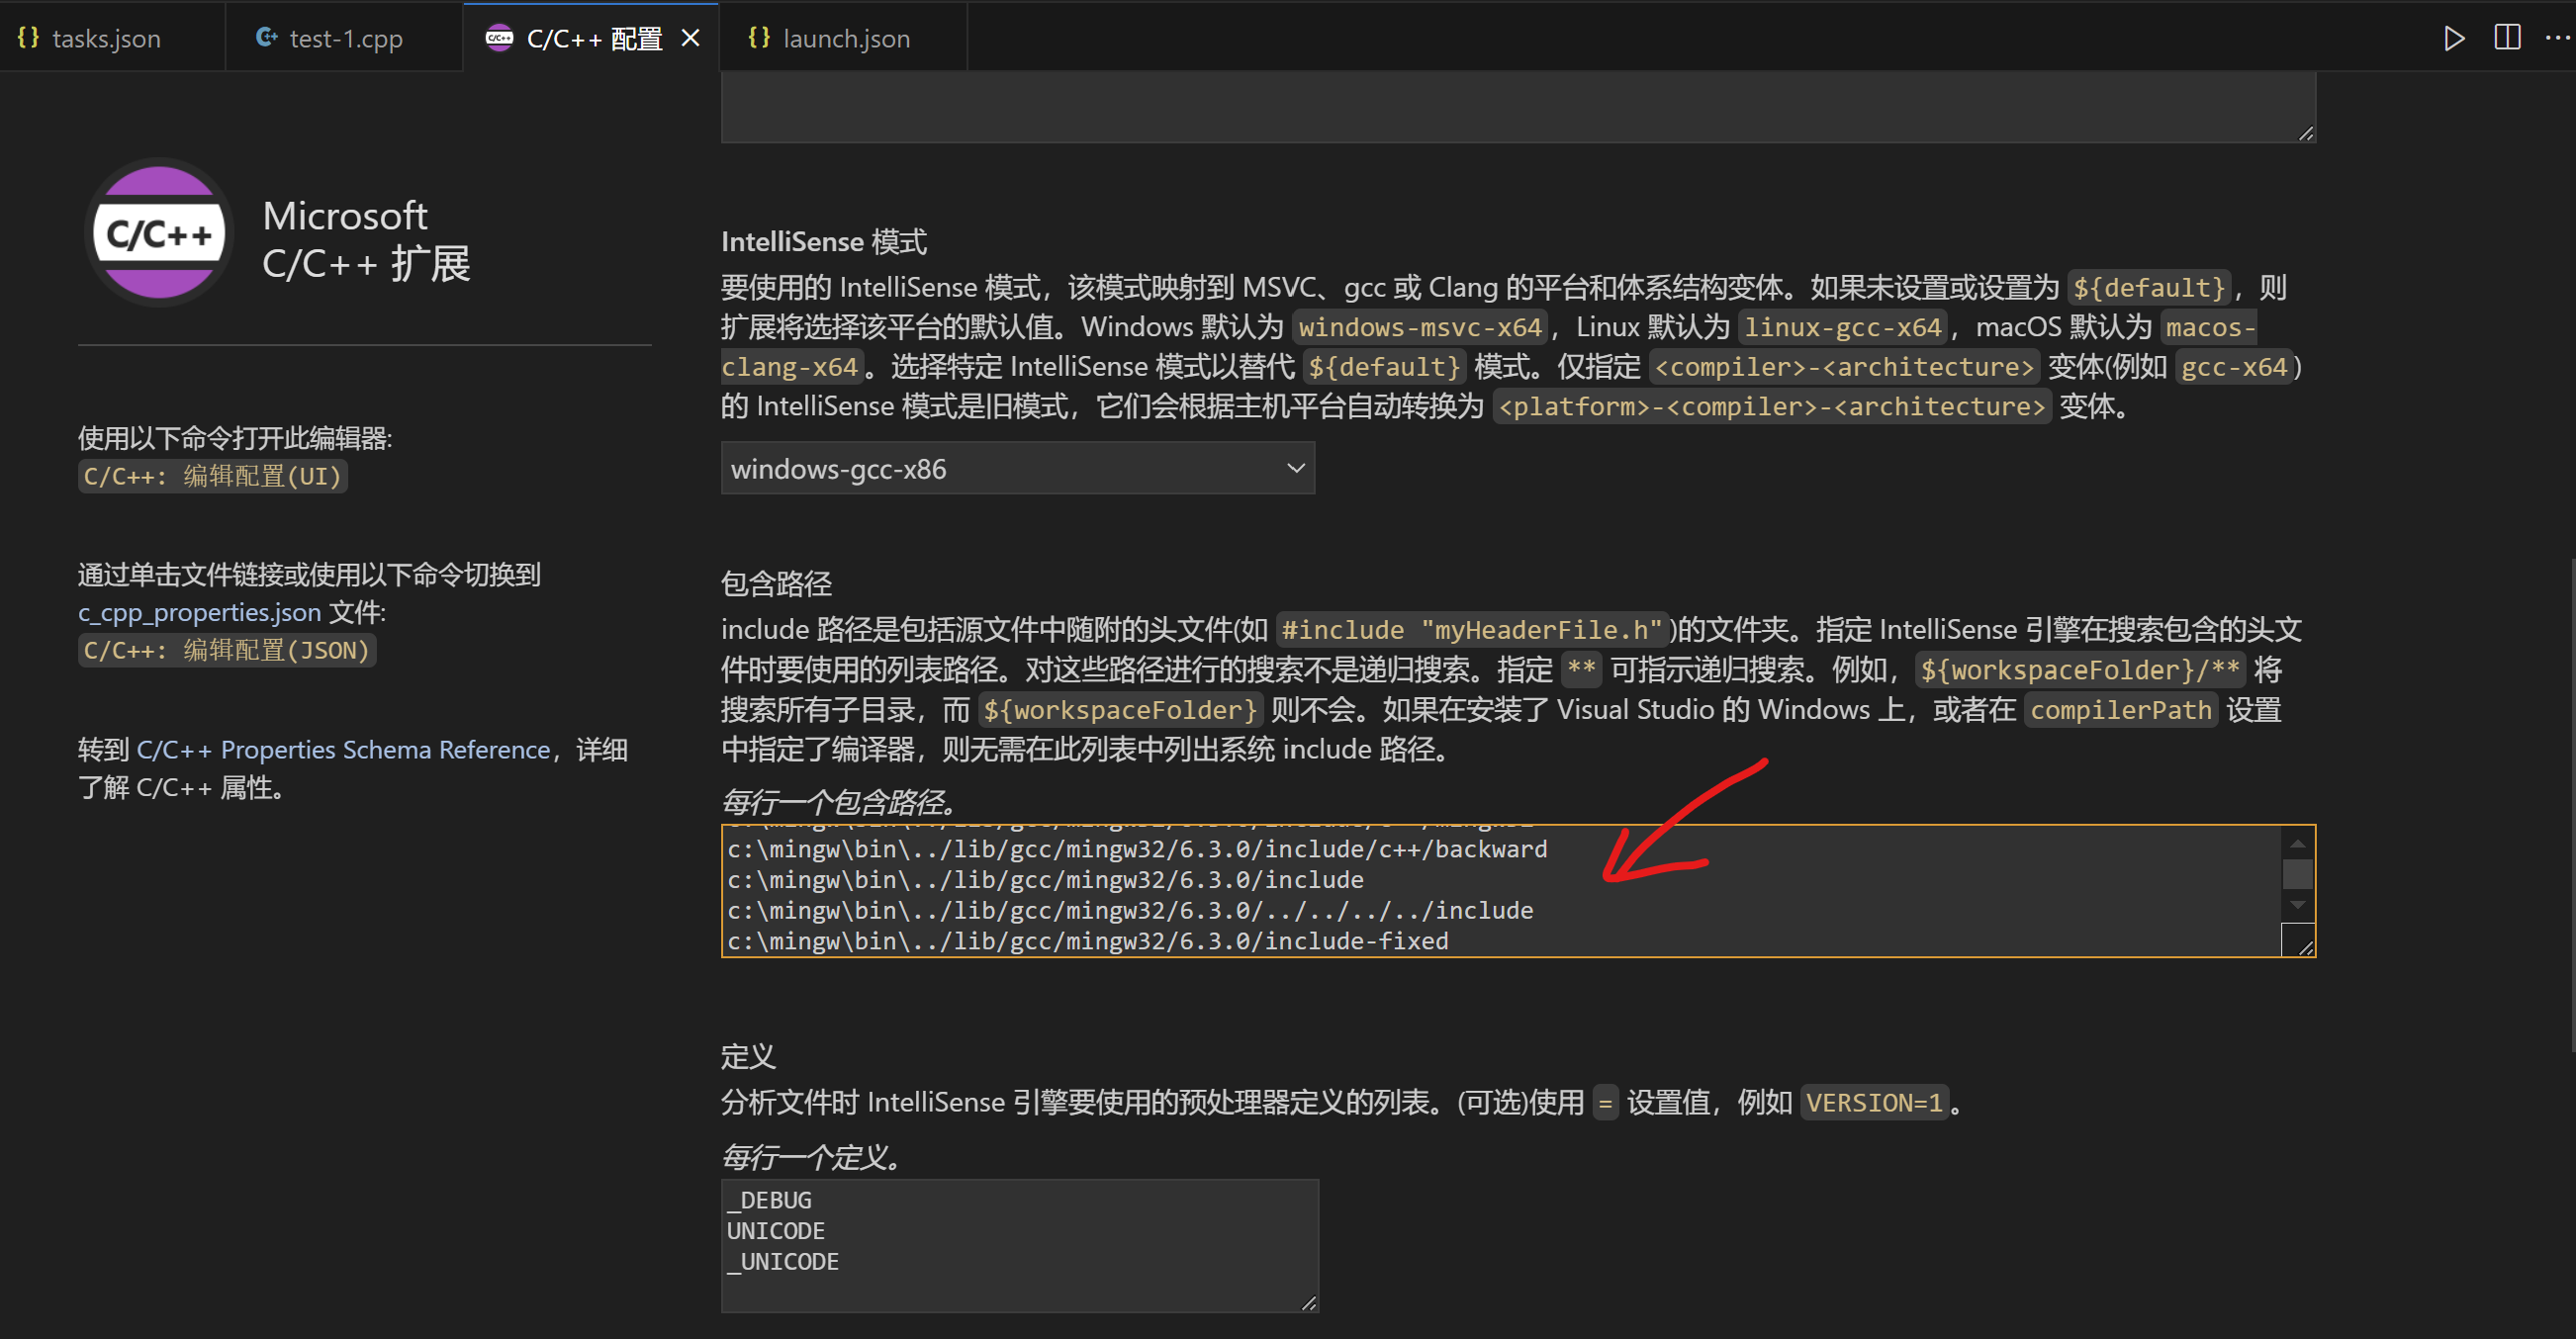 tasks.json
test-1.cpp
C/C++ 配置
launch.json
C/C++
Microsoft
C/C++ 扩展
使用以下命令打开此编辑器:
C/C++: 编辑配置(UI)
通过单击文件链接或使用以下命令切换到
c_cpp_properties.json 文件:
C/C++: 编辑配置(JSON)
转到 C/C++ Properties Schema Reference，详细
了解 C/C++ 属性。
IntelliSense 模式
要使用的 IntelliSense 模式，该模式映射到 MSVC、gcc 或 Clang 的平台和体系结构变体。如果未设置或设置为 ${default}，则
扩展将选择该平台的默认值。Windows 默认为 windows-msvc-x64，Linux 默认为 linux-gcc-x64，macOS 默认为 macos-
clang-x64。选择特定 IntelliSense 模式以替代 ${default} 模式。仅指定 <compiler>-<architecture> 变体(例如 gcc-x64)
的 IntelliSense 模式是旧模式，它们会根据主机平台自动转换为 <platform>-<compiler>-<architecture> 变体。
windows-gcc-x86
包含路径
include 路径是包括源文件中随附的头文件(如 #include "myHeaderFile.h")的文件夹。指定 IntelliSense 引擎在搜索包含的头文
件时要使用的列表路径。对这些路径进行的搜索不是递归搜索。指定 ** 可指示递归搜索。例如，${workspaceFolder}/** 将
搜索所有子目录，而 ${workspaceFolder} 则不会。如果在安装了 Visual Studio 的 Windows 上，或者在 compilerPath 设置
中指定了编译器，则无需在此列表中列出系统 include 路径。
每行一个包含路径。
c:\mingw\bin\../lib/gcc/mingw32/6.3.0/include/c++/backward
c:\mingw\bin\../lib/gcc/mingw32/6.3.0/include
c:\mingw\bin\../lib/gcc/mingw32/6.3.0/../../../../include
c:\mingw\bin\../lib/gcc/mingw32/6.3.0/include-fixed
定义
分析文件时 IntelliSense 引擎要使用的预处理器定义的列表。(可选)使用 = 设置值，例如 VERSION=1。
每行一个定义。
_DEBUG
UNICODE
_UNICODE